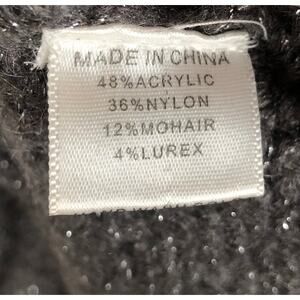 MADE IN CHINA
48%ACRYLIC
36%NYLON
12%MOHAIR
4%LUREX